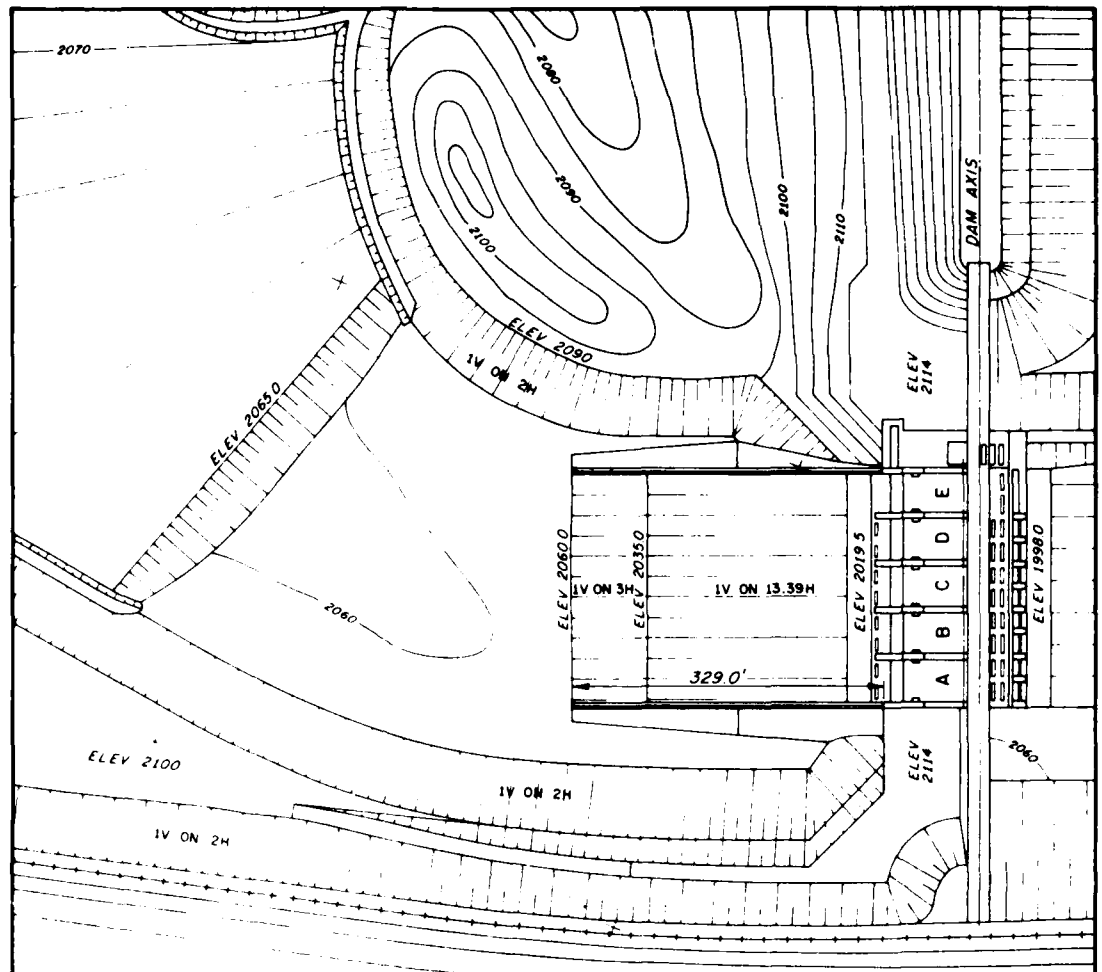 2070
2080
2090
2100
2100
2110
DAM AXIS
ELEV 2090
1V ON 2H
ELEV
2114
ELEV 2065.0
E
D
C
B
A
ELEV 2060.0
1V ON 3H
ELEV 2035.0
1V ON 13.39H
ELEV 2019.5
ELEV 1998.0
2060
329.0'
ELEV 2100
1V ON 2H
ELEV
2114
2060
1V ON 2H